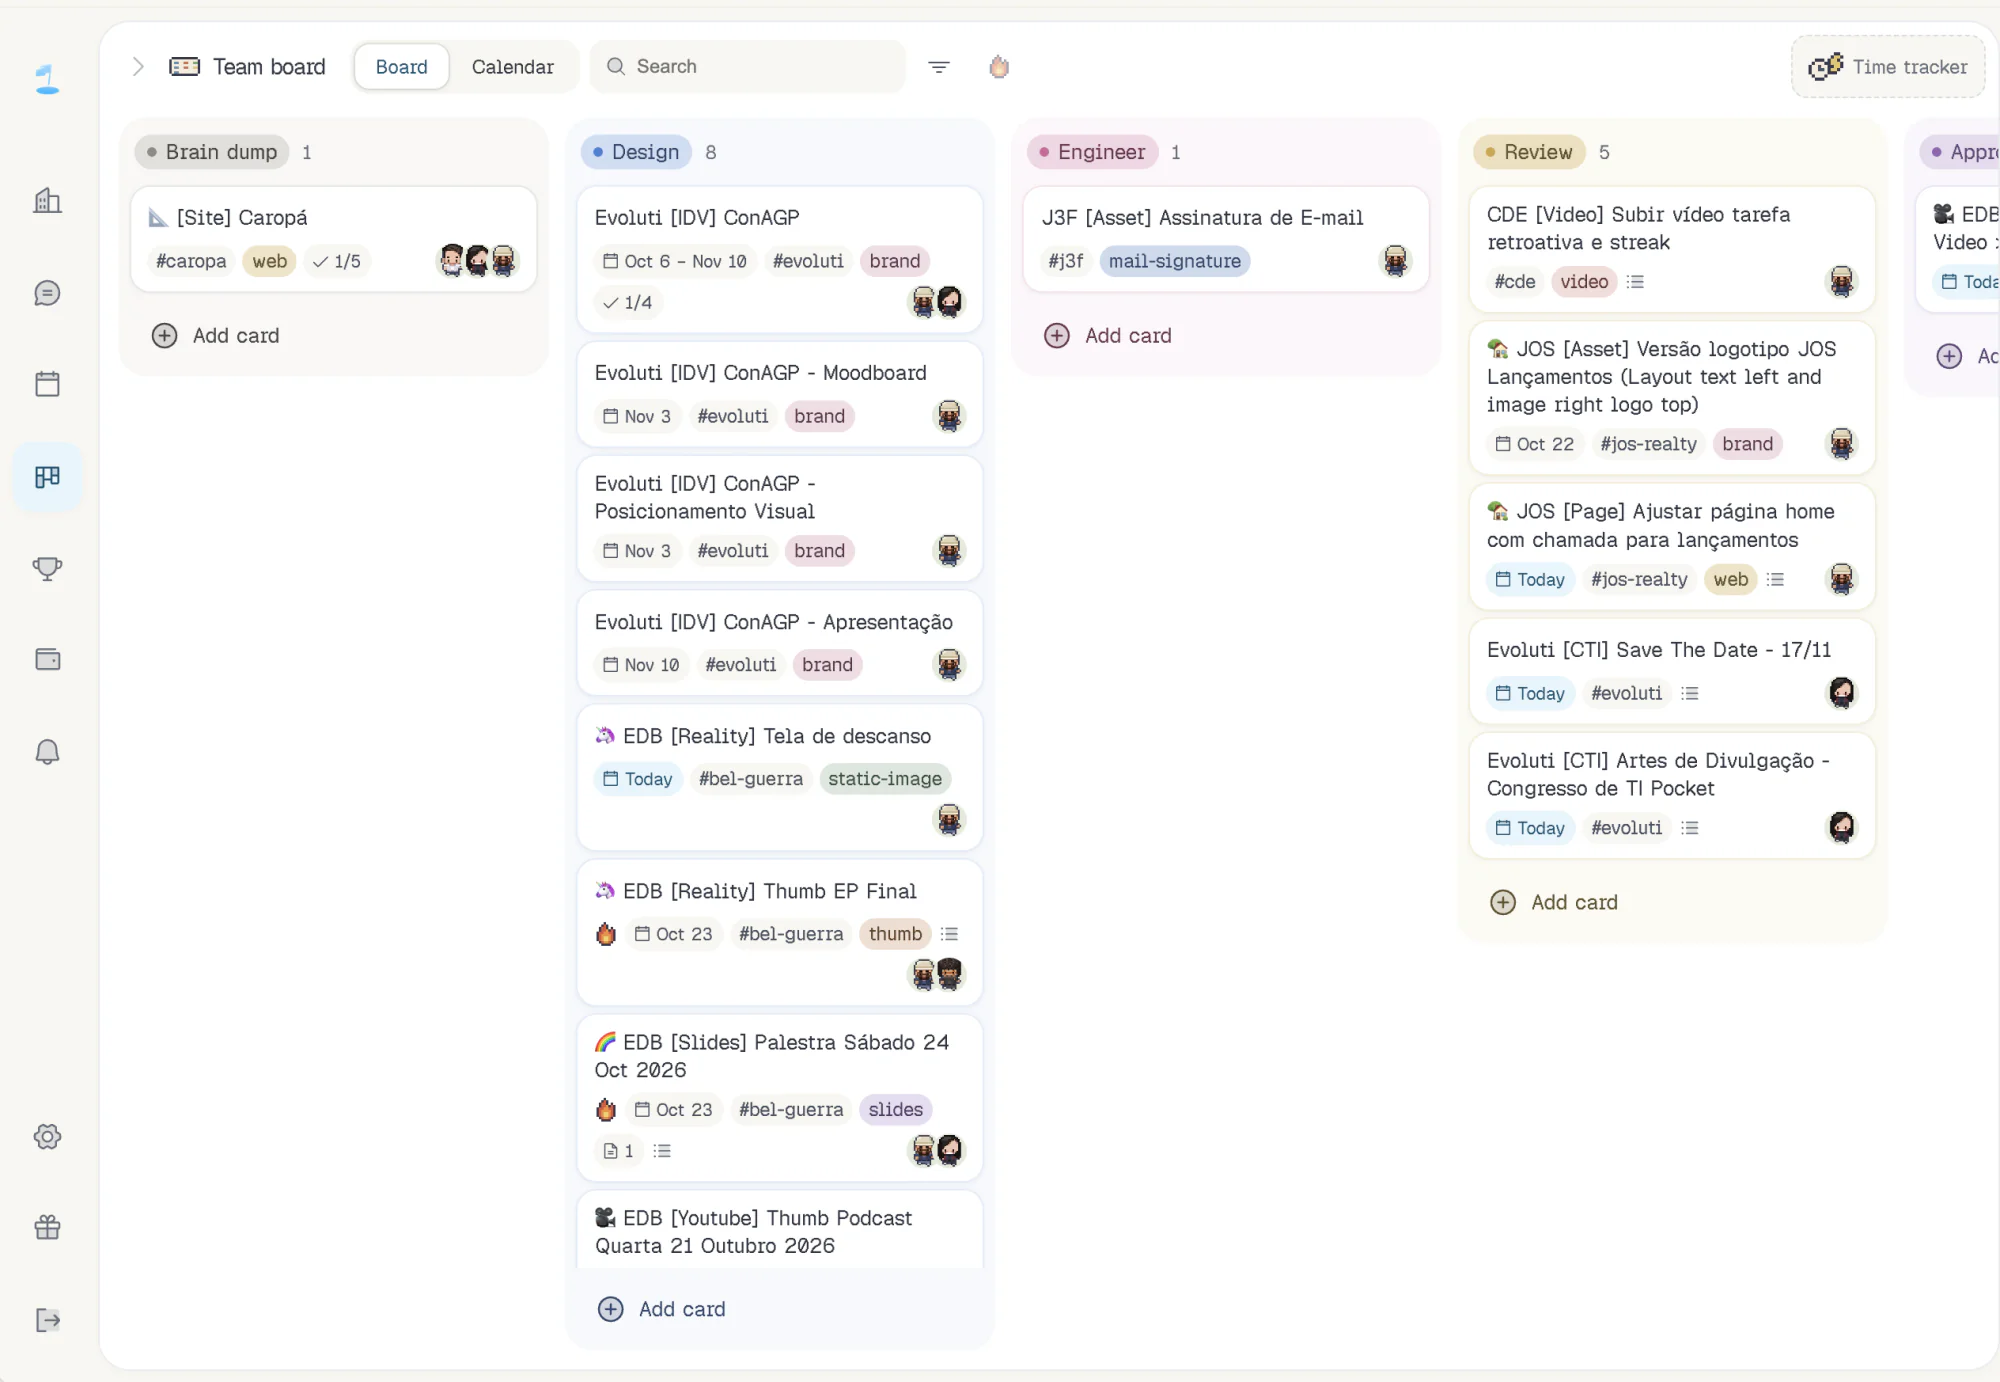 Team board
Board
Calendar
Search
Time tracker
Brain dump 1
[Site] Caropá
#caropa web 1/5
Add card
Design 8
Evoluti [IDV] ConAGP
Oct 6 – Nov 10 #evoluti brand
1/4
Evoluti [IDV] ConAGP - Moodboard
Nov 3 #evoluti brand
Evoluti [IDV] ConAGP -
Posicionamento Visual
Nov 3 #evoluti brand
Evoluti [IDV] ConAGP - Apresentação
Nov 10 #evoluti brand
EDB [Reality] Tela de descanso
Today #bel-guerra static-image
EDB [Reality] Thumb EP Final
Oct 23 #bel-guerra thumb
EDB [Slides] Palestra Sábado 24
Oct 2026
Oct 23 #bel-guerra slides
1
EDB [Youtube] Thumb Podcast
Quarta 21 Outubro 2026
Add card
Engineer 1
J3F [Asset] Assinatura de E-mail
#j3f mail-signature
Add card
Review 5
CDE [Video] Subir vídeo tarefa
retroativa e streak
#cde video
JOS [Asset] Versão logotipo JOS
Lançamentos (Layout text left and
image right logo top)
Oct 22 #jos-realty brand
JOS [Page] Ajustar página home
com chamada para lançamentos
Today #jos-realty web
Evoluti [CTI] Save The Date - 17/11
Today #evoluti
Evoluti [CTI] Artes de Divulgação -
Congresso de TI Pocket
Today #evoluti
Add card
EDB
Video